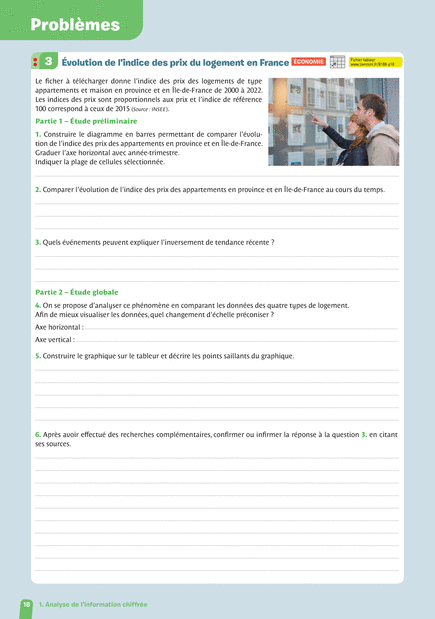 Problèmes
3 Évolution de l'indice des prix du logement en France ÉCONOMIE
Fichier tableur
Le ficher à télécharger donne l'indice des prix des logements de type
appartements et maison en province et en Île-de-France de 2000 à 2022.
Les indices des prix sont proportionnels aux prix et l'indice de référence
100 correspond à ceux de 2015 (Source : INSEE).
Partie 1 – Étude préliminaire
1. Construire le diagramme en barres permettant de comparer l'évolu-
tion de l'indice des prix des appartements en province et en Île-de-France.
Graduer l'axe horizontal avec année-trimestre.
Indiquer la plage de cellules sélectionnée.
2. Comparer l'évolution de l'indice des prix des appartements en province et en Île-de-France au cours du temps.
3. Quels événements peuvent expliquer l'inversement de tendance récente ?
Partie 2 – Étude globale
4. On se propose d'analyser ce phénomène en comparant les données des quatre types de logement.
Afin de mieux visualiser les données, quel changement d'échelle préconiser ?
Axe horizontal :
Axe vertical :
5. Construire le graphique sur le tableur et décrire les points saillants du graphique.
6. Après avoir effectué des recherches complémentaires, confirmer ou infirmer la réponse à la question 3. en citant
ses sources.
18 1. Analyse de l'information chiffrée